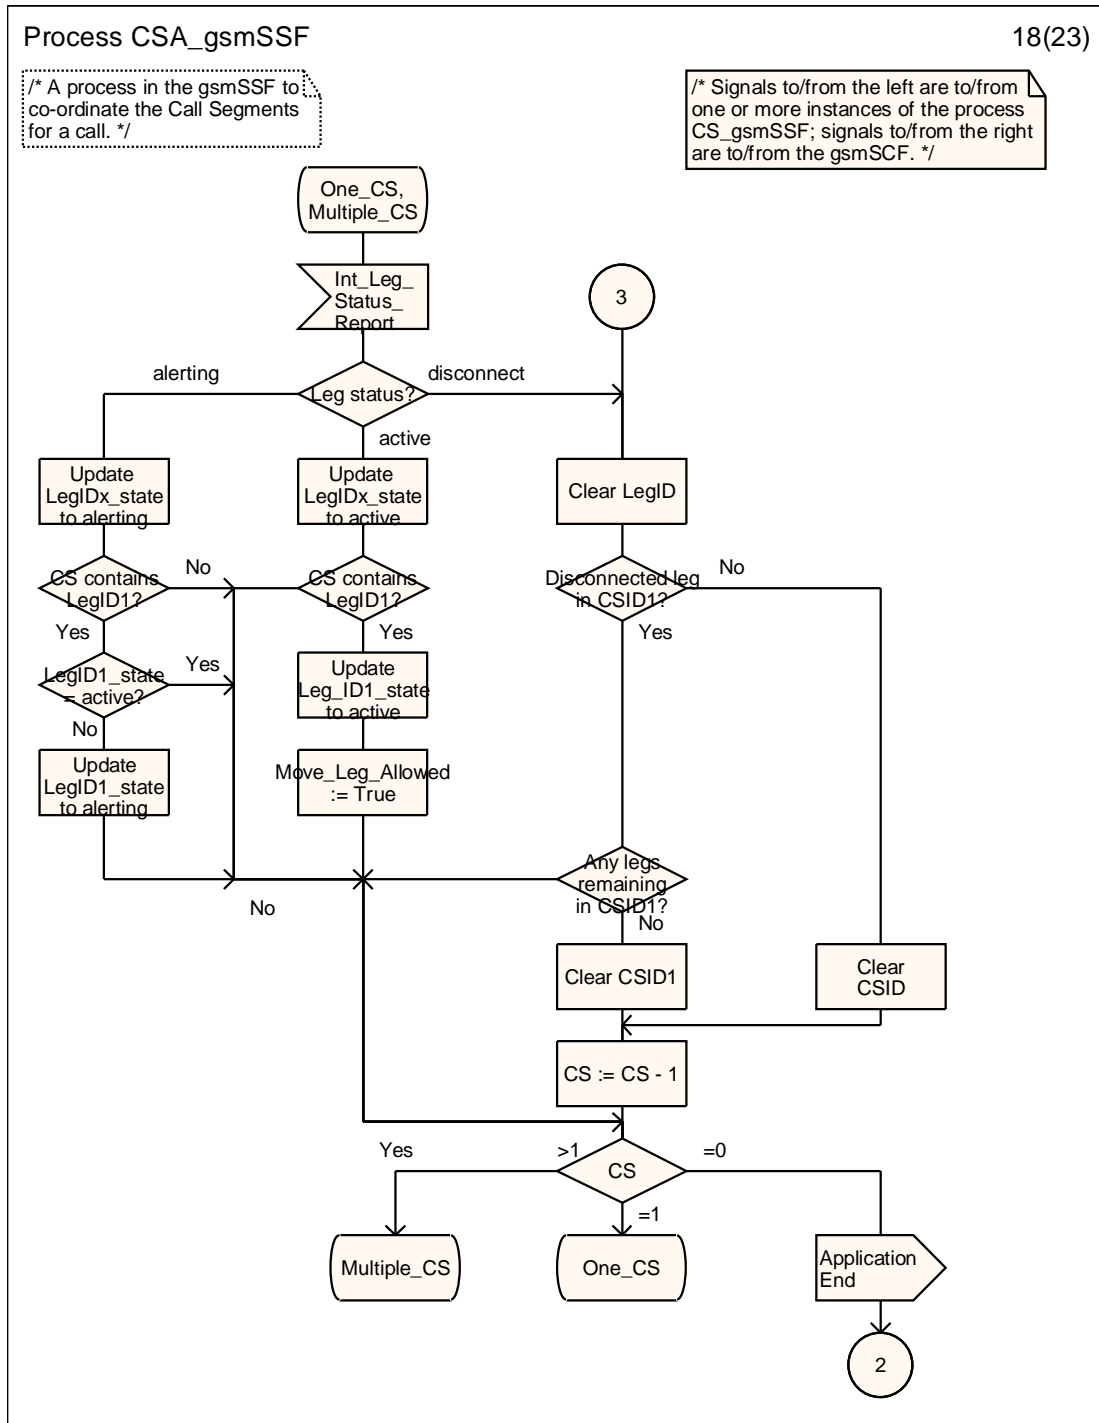 Process CSA_gsmSSF
18(23)
/* A process in the gsmSSF to
co-ordinate the Call Segments
for a call. */
/* Signals to/from the left are to/from
one or more instances of the process
CS_gsmSSF; signals to/from the right
are to/from the gsmSCF. */
One_CS,
Multiple_CS
Int_Leg_
Status_
Report
3
alerting
Leg status?
disconnect
active
Update
LegIDx_state
to alerting
Update
LegIDx_state
to active
Clear LegID
CS contains
LegID1?
No
CS contains
LegID1?
Disconnected leg
in CSID1?
No
Yes
Yes
Yes
LegID1_state
= active?
Yes
Update
Leg_ID1_state
to active
No
Update
LegID1_state
to alerting
Move_Leg_Allowed
:= True
Any legs
remaining
in CSID1?
No
No
Clear CSID1
Clear
CSID
CS := CS - 1
Yes
>1
CS
=0
=1
Multiple_CS
One_CS
Application
End
2